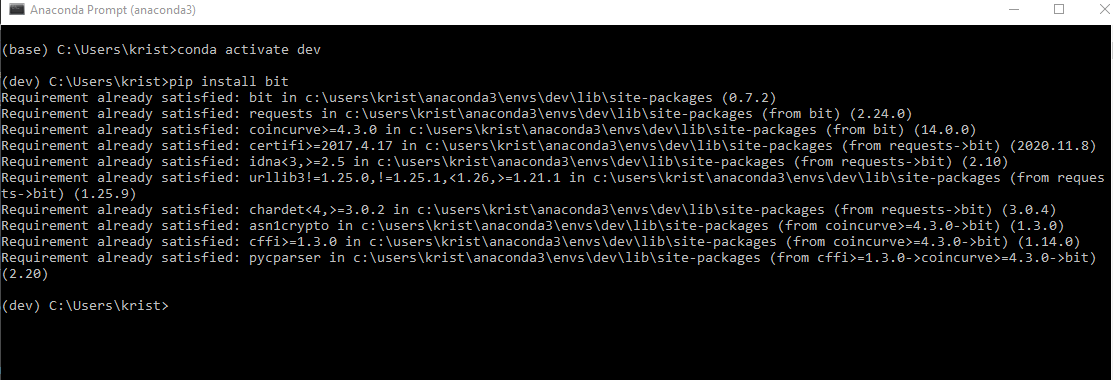 Anaconda Prompt (anaconda3)
(base) C:\Users\krist>conda activate dev
(dev) C:\Users\krist>pip install bit
Requirement already satisfied: bit in c:\users\krist\anaconda3\envs\dev\lib\site-packages (0.7.2)
Requirement already satisfied: requests in c:\users\krist\anaconda3\envs\dev\lib\site-packages (from bit) (2.24.0)
Requirement already satisfied: coincurve>=4.3.0 in c:\users\krist\anaconda3\envs\dev\lib\site-packages (from bit) (14.0.0)
Requirement already satisfied: certifi>=2017.4.17 in c:\users\krist\anaconda3\envs\dev\lib\site-packages (from requests->bit) (2020.11.8)
Requirement already satisfied: idna<3,>=2.5 in c:\users\krist\anaconda3\envs\dev\lib\site-packages (from requests->bit) (2.10)
Requirement already satisfied: urllib3!=1.25.0,!=1.25.1,<1.26,>=1.21.1 in c:\users\krist\anaconda3\envs\dev\lib\site-packages (from reques
ts->bit) (1.25.9)
Requirement already satisfied: chardet<4,>=3.0.2 in c:\users\krist\anaconda3\envs\dev\lib\site-packages (from requests->bit) (3.0.4)
Requirement already satisfied: asn1crypto in c:\users\krist\anaconda3\envs\dev\lib\site-packages (from coincurve>=4.3.0->bit) (1.3.0)
Requirement already satisfied: cffi>=1.3.0 in c:\users\krist\anaconda3\envs\dev\lib\site-packages (from coincurve>=4.3.0->bit) (1.14.0)
Requirement already satisfied: pycparser in c:\users\krist\anaconda3\envs\dev\lib\site-packages (from cffi>=1.3.0->coincurve>=4.3.0->bit)
(2.20)
(dev) C:\Users\krist>